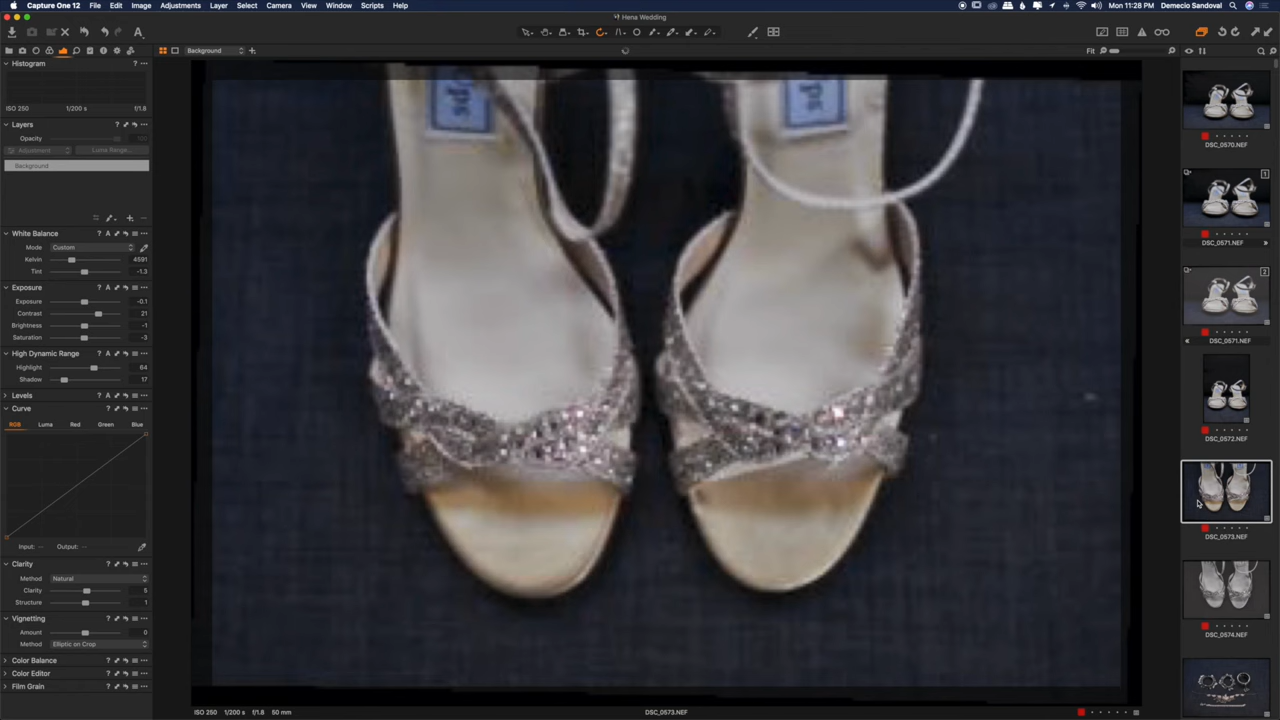 Capture One 12 File Edit Image Adjustments Layer Select Camera View Window Scripts Help
Mon 11:28 PM Demecio Sandoval
Hena Wedding
Background
Fit
Histogram
ISO 250 1/200 s f/1.8
Layers
Opacity
Adjustment Luma Range...
Background
White Balance
Mode Custom
Kelvin 4591
Tint -1.3
Exposure
Exposure -0.1
Contrast 21
Brightness -1
Saturation -3
High Dynamic Range
Highlight 64
Shadow 17
Levels
Curve
RGB Luma Red Green Blue
Input: -- Output: --
Clarity
Method Natural
Clarity 5
Structure 1
Vignetting
Amount 0
Method Elliptic on Crop
Color Balance
Color Editor
Film Grain
ISO 250 1/200 s f/1.8 50 mm
DSC_0573.NEF
DSC_0570.NEF
1
DSC_0571.NEF
2
DSC_0571.NEF
DSC_0572.NEF
DSC_0573.NEF
DSC_0574.NEF